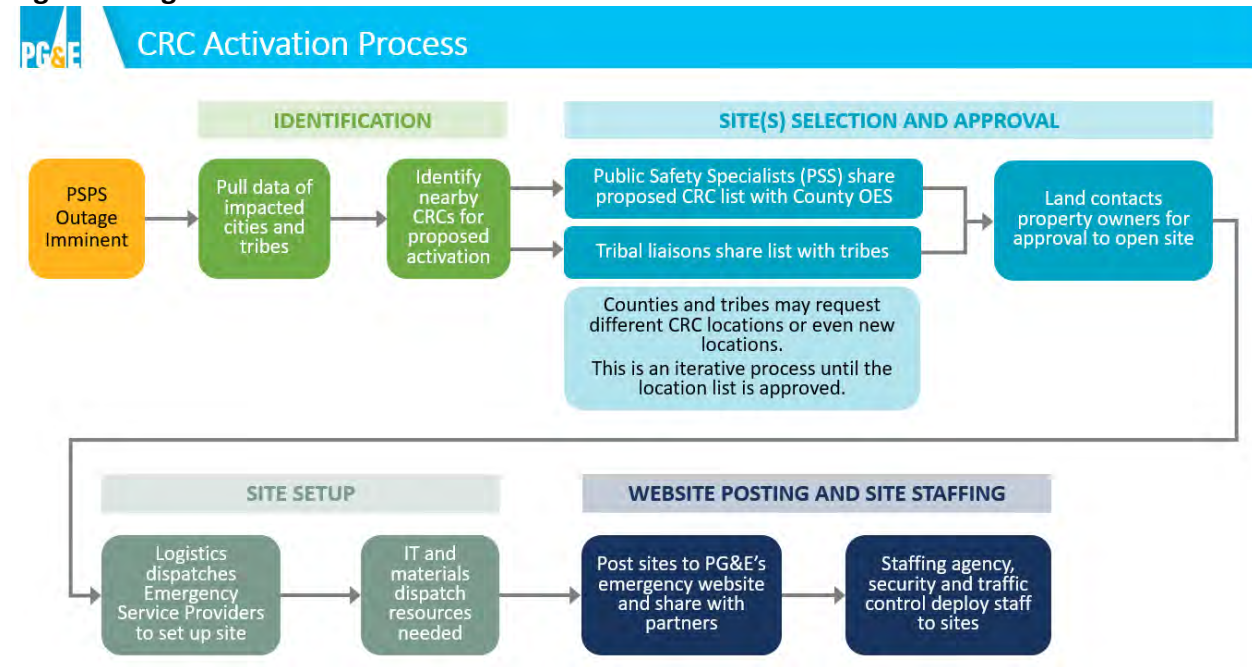 PG&E
CRC Activation Process
IDENTIFICATION
SITE(S) SELECTION AND APPROVAL
PSPS
Outage
Imminent
Pull data of
impacted
cities and
tribes
Identify
nearby
CRCs for
proposed
activation
Public Safety Specialists (PSS) share
proposed CRC list with County OES
Tribal liaisons share list with tribes
Counties and tribes may request
different CRC locations or even new
locations.
This is an iterative process until the
location list is approved.
Land contacts
property owners for
approval to open site
SITE SETUP
WEBSITE POSTING AND SITE STAFFING
Logistics
dispatches
Emergency
Service Providers
to set up site
IT and
materials
dispatch
resources
needed
Post sites to PG&E's
emergency website
and share with
partners
Staffing agency,
security and traffic
control deploy staff
to sites